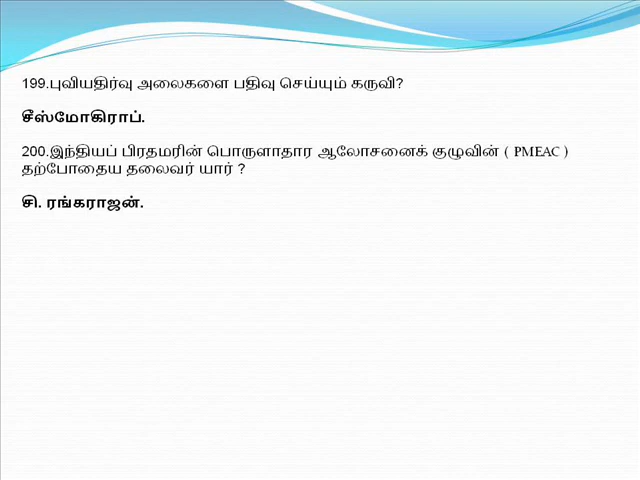 199.புவியதிர்வு அலைகளை பதிவு செய்யும் கருவி?
சீஸ்மோகிராப்.
200.இந்தியப் பிரதமரின் பொருளாதார ஆலோசனைக் குழுவின் ( PMEAC )
தற்போதைய தலைவர் யார் ?
சி. ரங்கராஜன்.